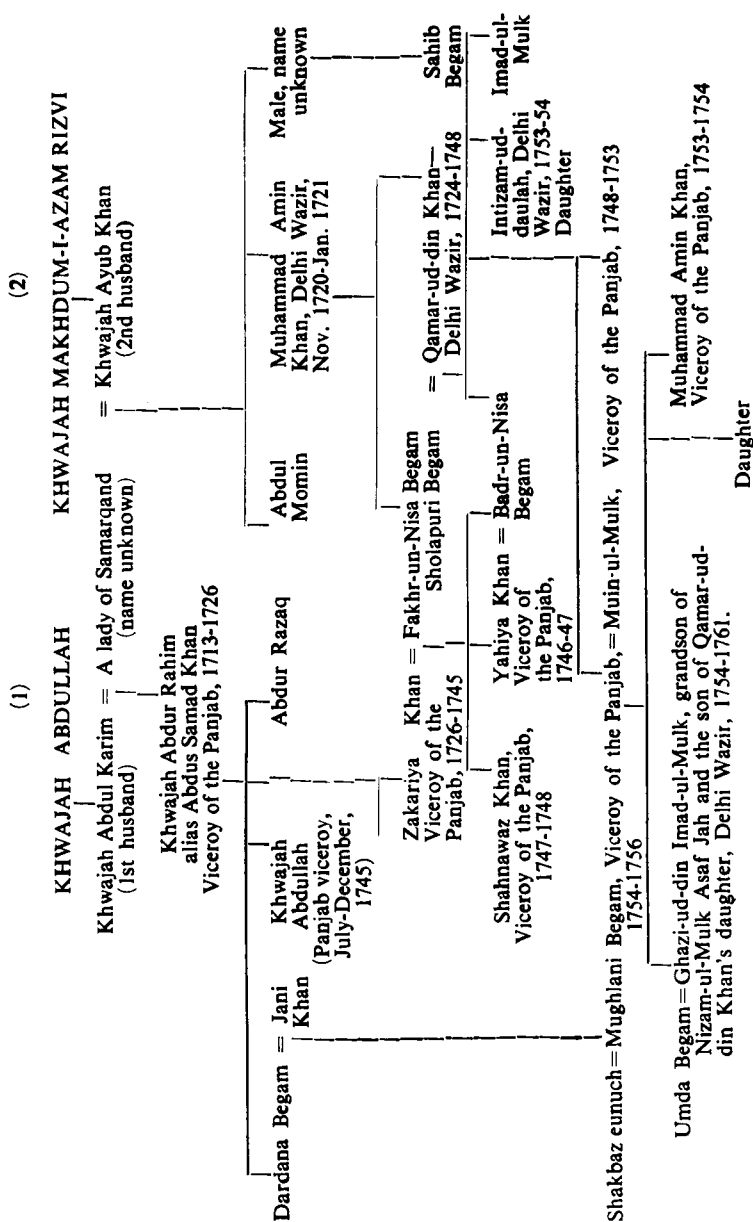 (1)
(2)
KHWAJAH ABDULLAH
KHWAJAH MAKHDUM-I-AZAM RIZVI
Khwajah Abdul Karim = A lady of Samarqand = Khwajah Ayub Khan
(1st husband) (name unknown) (2nd husband)
Khwajah Abdur Rahim
alias Abdus Samad Khan
Viceroy of the Panjab, 1713-1726
Dardana Begam = Jani
Khan
Khwajah
Abdullah
(Panjab viceroy,
July-December,
1745)
Abdur Razaq
Abdul
Momin
Muhammad Amin
Khan, Delhi Wazir,
Nov. 1720-Jan. 1721
Male, name
unknown
Zakariya Khan = Fakhr-un-Nisa Begam
Viceroy of the
Panjab, 1726-1745
Sholapuri Begam
= Qamar-ud-din Khan—
Delhi Wazir, 1724-1748
Sahib
Begam
Shahnawaz Khan,
Viceroy of the Panjab,
1747-1748
Yahiya Khan = Badr-un-Nisa
Viceroy of
the Panjab,
1746-47
Begam
Intizam-ud-
daulah, Delhi
Wazir, 1753-54
Daughter
Imad-ul-
Mulk
Shakbaz eunuch=Mughlani Begam, Viceroy of the Panjab,=Muin-ul-Mulk, Viceroy of the Panjab, 1748-1753
1754-1756
Umda Begam=Ghazi-ud-din Imad-ul-Mulk, grandson of
Nizam-ul-Mulk Asaf Jah and the son of Qamar-ud-
din Khan's daughter, Delhi Wazir, 1754-1761.
Daughter
Muhammad Amin Khan,
Viceroy of the Panjab, 1753-1754